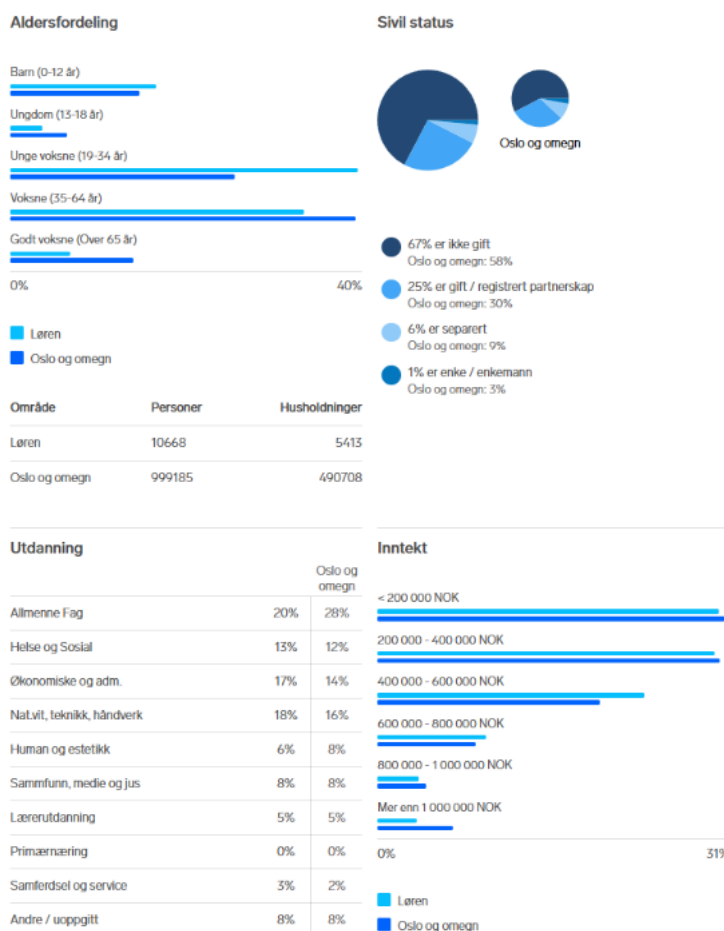 Aldersfordeling
Barn (0-12 år)
Ungdom (13-18 år)
Unge voksne (19-34 år)
Voksne (35-64 år)
Godt voksne (Over 65 år)
0% 40%
Løren
Oslo og omegn
Område Personer Husholdninger
Løren 10668 5413
Oslo og omegn 999185 490708
Sivil status
Oslo og omegn
67% er ikke gift
Oslo og omegn: 58%
25% er gift / registrert partnerskap
Oslo og omegn: 30%
6% er separert
Oslo og omegn: 9%
1% er enke / enkemann
Oslo og omegn: 3%
Utdanning
Oslo og
omegn
Allmenne Fag 20% 28%
Helse og Sosial 13% 12%
Økonomiske og adm. 17% 14%
Nat.vit, teknikk, håndverk 18% 16%
Human og estetikk 6% 8%
Sammfunn, medie og jus 8% 8%
Lærerutdanning 5% 5%
Primærnæring 0% 0%
Samferdsel og service 3% 2%
Andre / uoppgitt 8% 8%
Inntekt
< 200 000 NOK
200 000 - 400 000 NOK
400 000 - 600 000 NOK
600 000 - 800 000 NOK
800 000 - 1 000 000 NOK
Mer enn 1 000 000 NOK
0% 31%
Løren
Oslo og omegn